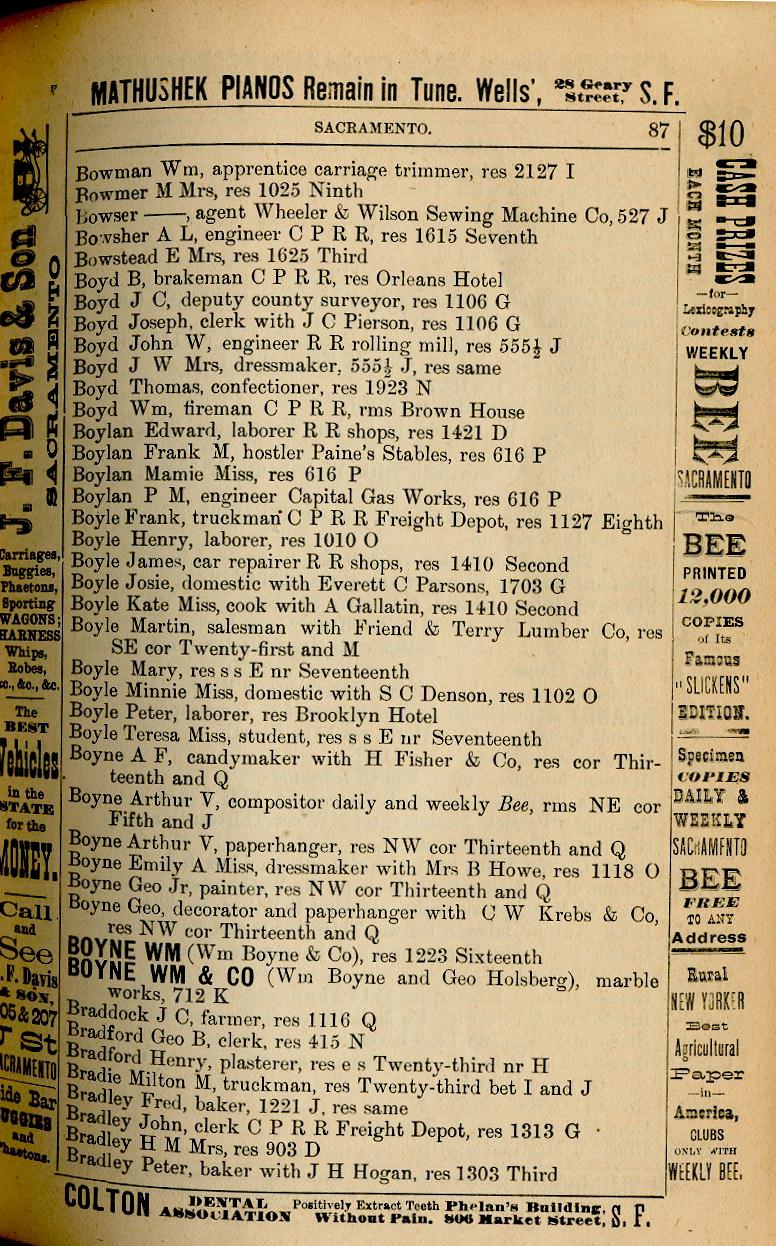 MATHUSHEK PIANOS Remain in Tune. Wells', 28 Geary Street, S. F.
SACRAMENTO. 87
Bowman Wm, apprentice carriage trimmer, res 2127 I
Bowmer M Mrs, res 1025 Ninth
Bowser ——, agent Wheeler & Wilson Sewing Machine Co, 527 J
Bowsher A L, engineer C P R R, res 1615 Seventh
Bowstead E Mrs, res 1625 Third
Boyd B, brakeman C P R R, res Orleans Hotel
Boyd J C, deputy county surveyor, res 1106 G
Boyd Joseph, clerk with J C Pierson, res 1106 G
Boyd John W, engineer R R rolling mill, res 555½ J
Boyd J W Mrs, dressmaker, 555½ J, res same
Boyd Thomas, confectioner, res 1923 N
Boyd Wm, fireman C P R R, rms Brown House
Boylan Edward, laborer R R shops, res 1421 D
Boylan Frank M, hostler Paine's Stables, res 616 P
Boylan Mamie Miss, res 616 P
Boylan P M, engineer Capital Gas Works, res 616 P
Boyle Frank, truckman C P R R Freight Depot, res 1127 Eighth
Boyle Henry, laborer, res 1010 O
Boyle James, car repairer R R shops, res 1410 Second
Boyle Josie, domestic with Everett C Parsons, 1703 G
Boyle Kate Miss, cook with A Gallatin, res 1410 Second
Boyle Martin, salesman with Friend & Terry Lumber Co, res
SE cor Twenty-first and M
Boyle Mary, res s s E nr Seventeenth
Boyle Minnie Miss, domestic with S C Denson, res 1102 O
Boyle Peter, laborer, res Brooklyn Hotel
Boyle Teresa Miss, student, res s s E nr Seventeenth
Boyne A F, candymaker with H Fisher & Co, res cor Thir-
teenth and Q
Boyne Arthur V, compositor daily and weekly Bee, rms NE cor
Fifth and J
Boyne Arthur V, paperhanger, res NW cor Thirteenth and Q
Boyne Emily A Miss, dressmaker with Mrs B Howe, res 1118 O
Boyne Geo Jr, painter, res NW cor Thirteenth and Q
Boyne Geo, decorator and paperhanger with C W Krebs & Co,
res NW cor Thirteenth and Q
BOYNE WM (Wm Boyne & Co), res 1223 Sixteenth
BOYNE WM & CO (Wm Boyne and Geo Holsberg), marble
works, 712 K
Braddock J C, farmer, res 1116 Q
Bradford Geo B, clerk, res 415 N
Bradford Henry, plasterer, res e s Twenty-third nr H
Bradie Milton M, truckman, res Twenty-third bet I and J
Bradley Fred, baker, 1221 J, res same
Bradley John, clerk C P R R Freight Depot, res 1313 G
Bradley H M Mrs, res 903 D
Bradley Peter, baker with J H Hogan, res 1303 Third
J. F. Davis & Son
SACRAMENTO
Carriages,
Buggies,
Phaetons,
Sporting
WAGONS;
HARNESS
Whips,
Robes,
&c., &c., &c.
The
BEST
Vehicles
in the
STATE
for the
MONEY.
Call
and
See
J.F. Davis
& SON,
05 & 207
J St
SACRAMENTO
Side Bar
BUGGIES
and
Phaetons.
$10
CASH PRIZES
EACH MONTH
—for—
Lexicography
Contests
WEEKLY
BEE
SACRAMENTO
The
BEE
PRINTED
12,000
COPIES
of Its
Famous
"SLICKENS"
EDITION.
Specimen
COPIES
DAILY &
WEEKLY
SACRAMENTO
BEE
FREE
TO ANY
Address
Rural
NEW YORKER
Best
Agricultural
Paper
—in—
America,
CLUBS
ONLY WITH
WEEKLY BEE.
COLTON DENTAL ASSOCIATION Positively Extract Teeth Without Pain. Phelan's Building, 806 Market Street, S. F.